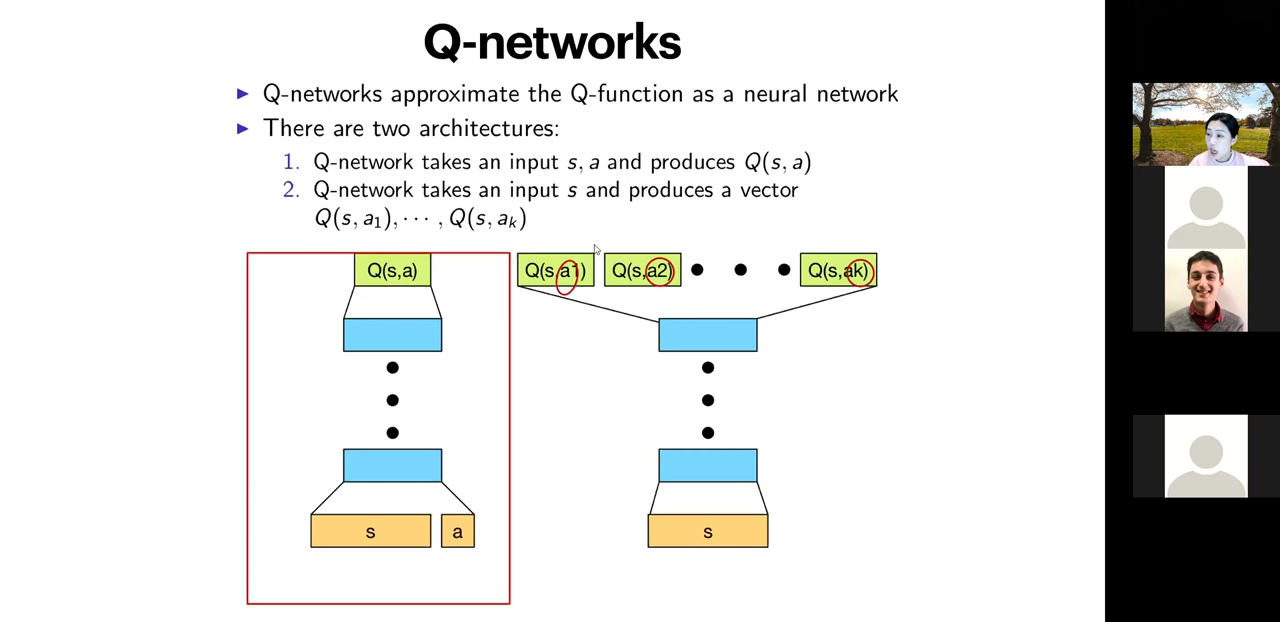 Q-networks
Q-networks approximate the Q-function as a neural network
There are two architectures:
1. Q-network takes an input s, a and produces Q(s, a)
2. Q-network takes an input s and produces a vector
Q(s, a₁), ··· , Q(s, aₖ)
Q(s,a)
Q(s,a1) Q(s,a2) Q(s,ak)
s a
s